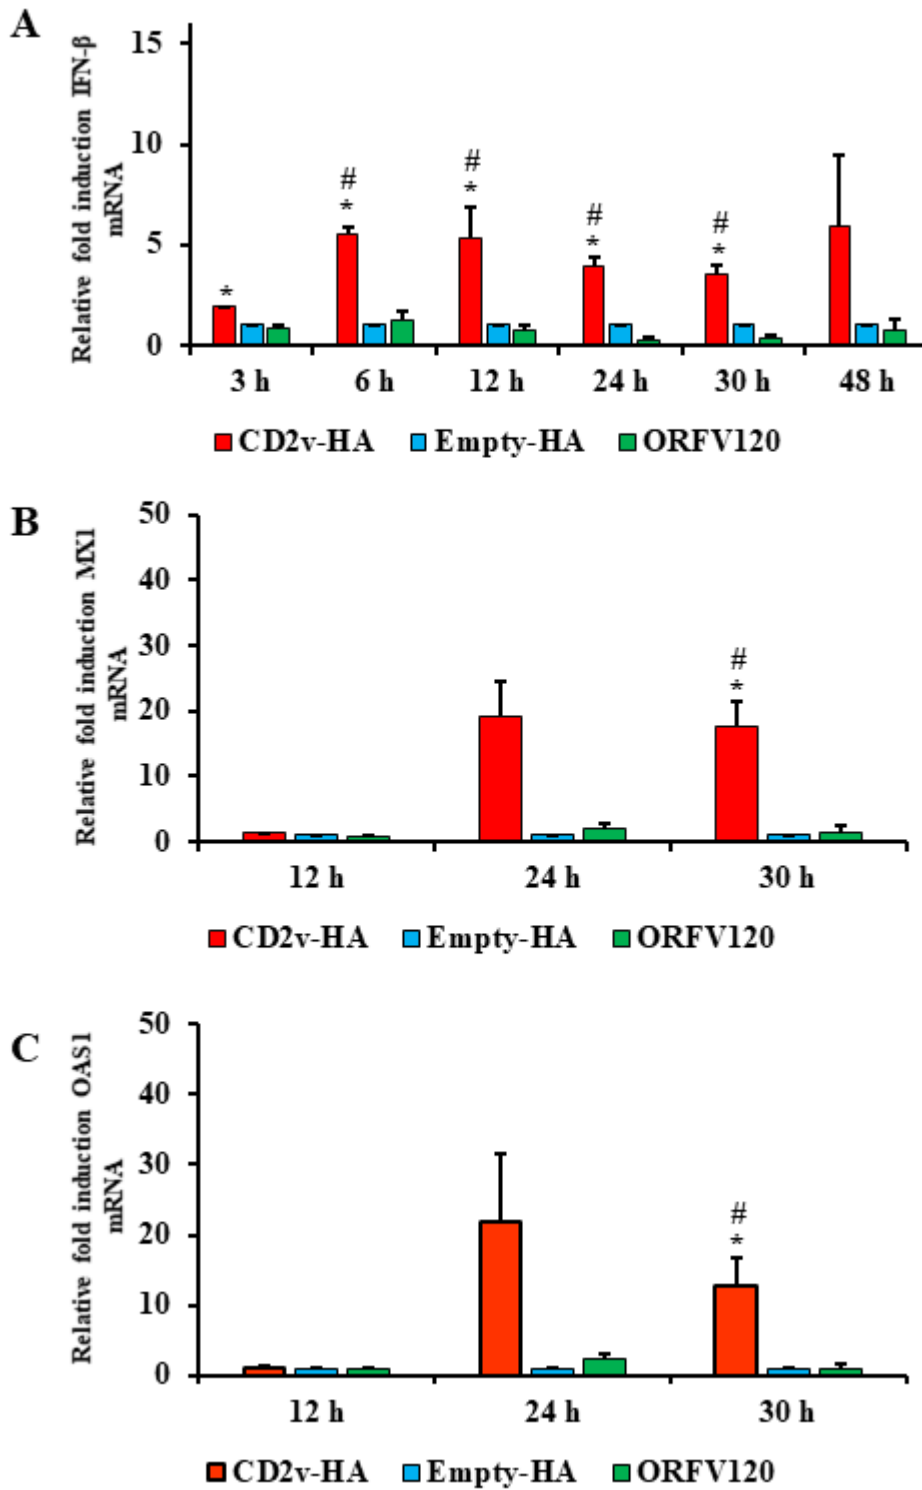 A
Relative fold induction IFN-β
mRNA
15
10
5
0
*
#
*
#
*
#
*
#
*
3 h 6 h 12 h 24 h 30 h 48 h
CD2v-HA Empty-HA ORFV120
B
Relative fold induction MX1
mRNA
50
40
30
20
10
0
#
*
12 h 24 h 30 h
CD2v-HA Empty-HA ORFV120
C
Relative fold induction OAS1
mRNA
50
40
30
20
10
0
#
*
12 h 24 h 30 h
CD2v-HA Empty-HA ORFV120